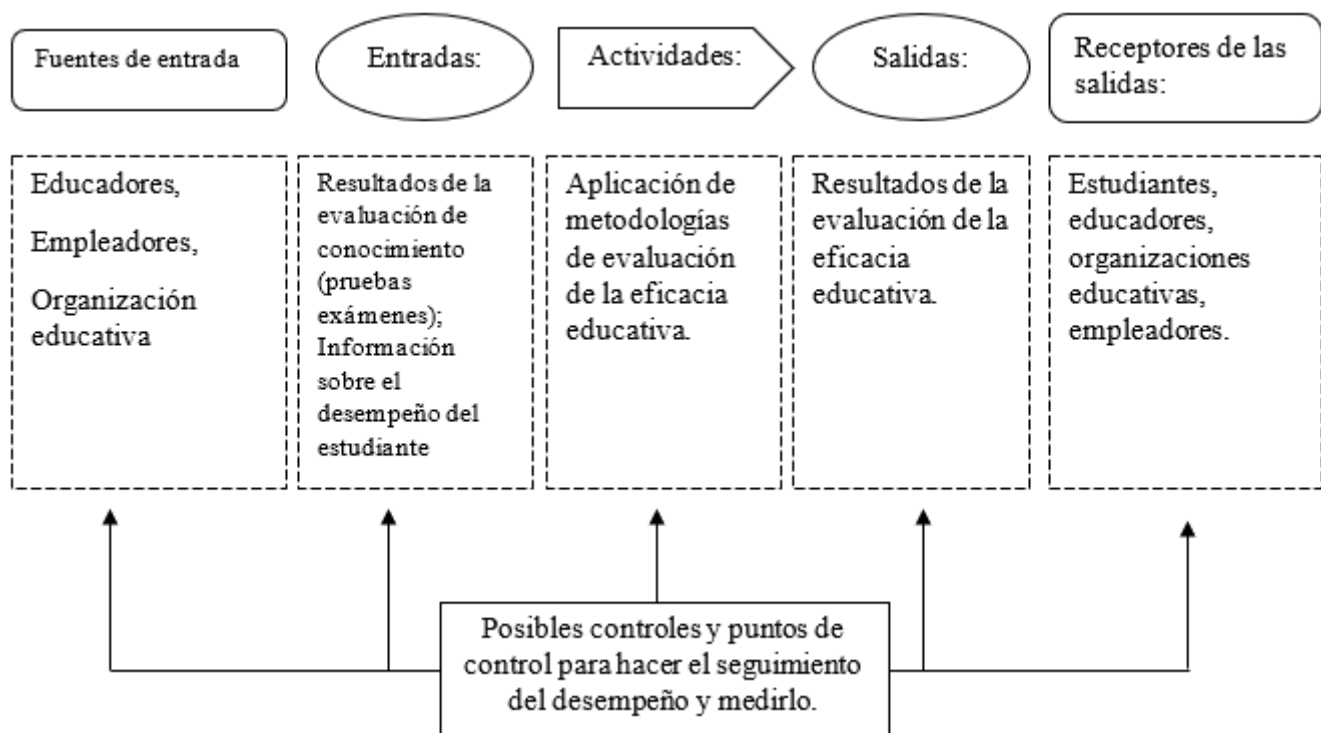 Fuentes de entrada
Entradas:
Actividades:
Salidas:
Receptores de las
salidas:
Educadores,
Empleadores,
Organización
educativa
Resultados de la
evaluación de
conocimiento
(pruebas
exámenes);
Información
sobre el
desempeño del
estudiante
Aplicación de
metodologías
de evaluación
de la eficacia
educativa.
Resultados de la
evaluación de la
eficacia
educativa.
Estudiantes,
educadores,
organizaciones
educativas,
empleadores.
Posibles controles y puntos de
control para hacer el seguimiento
del desempeño y medirlo.